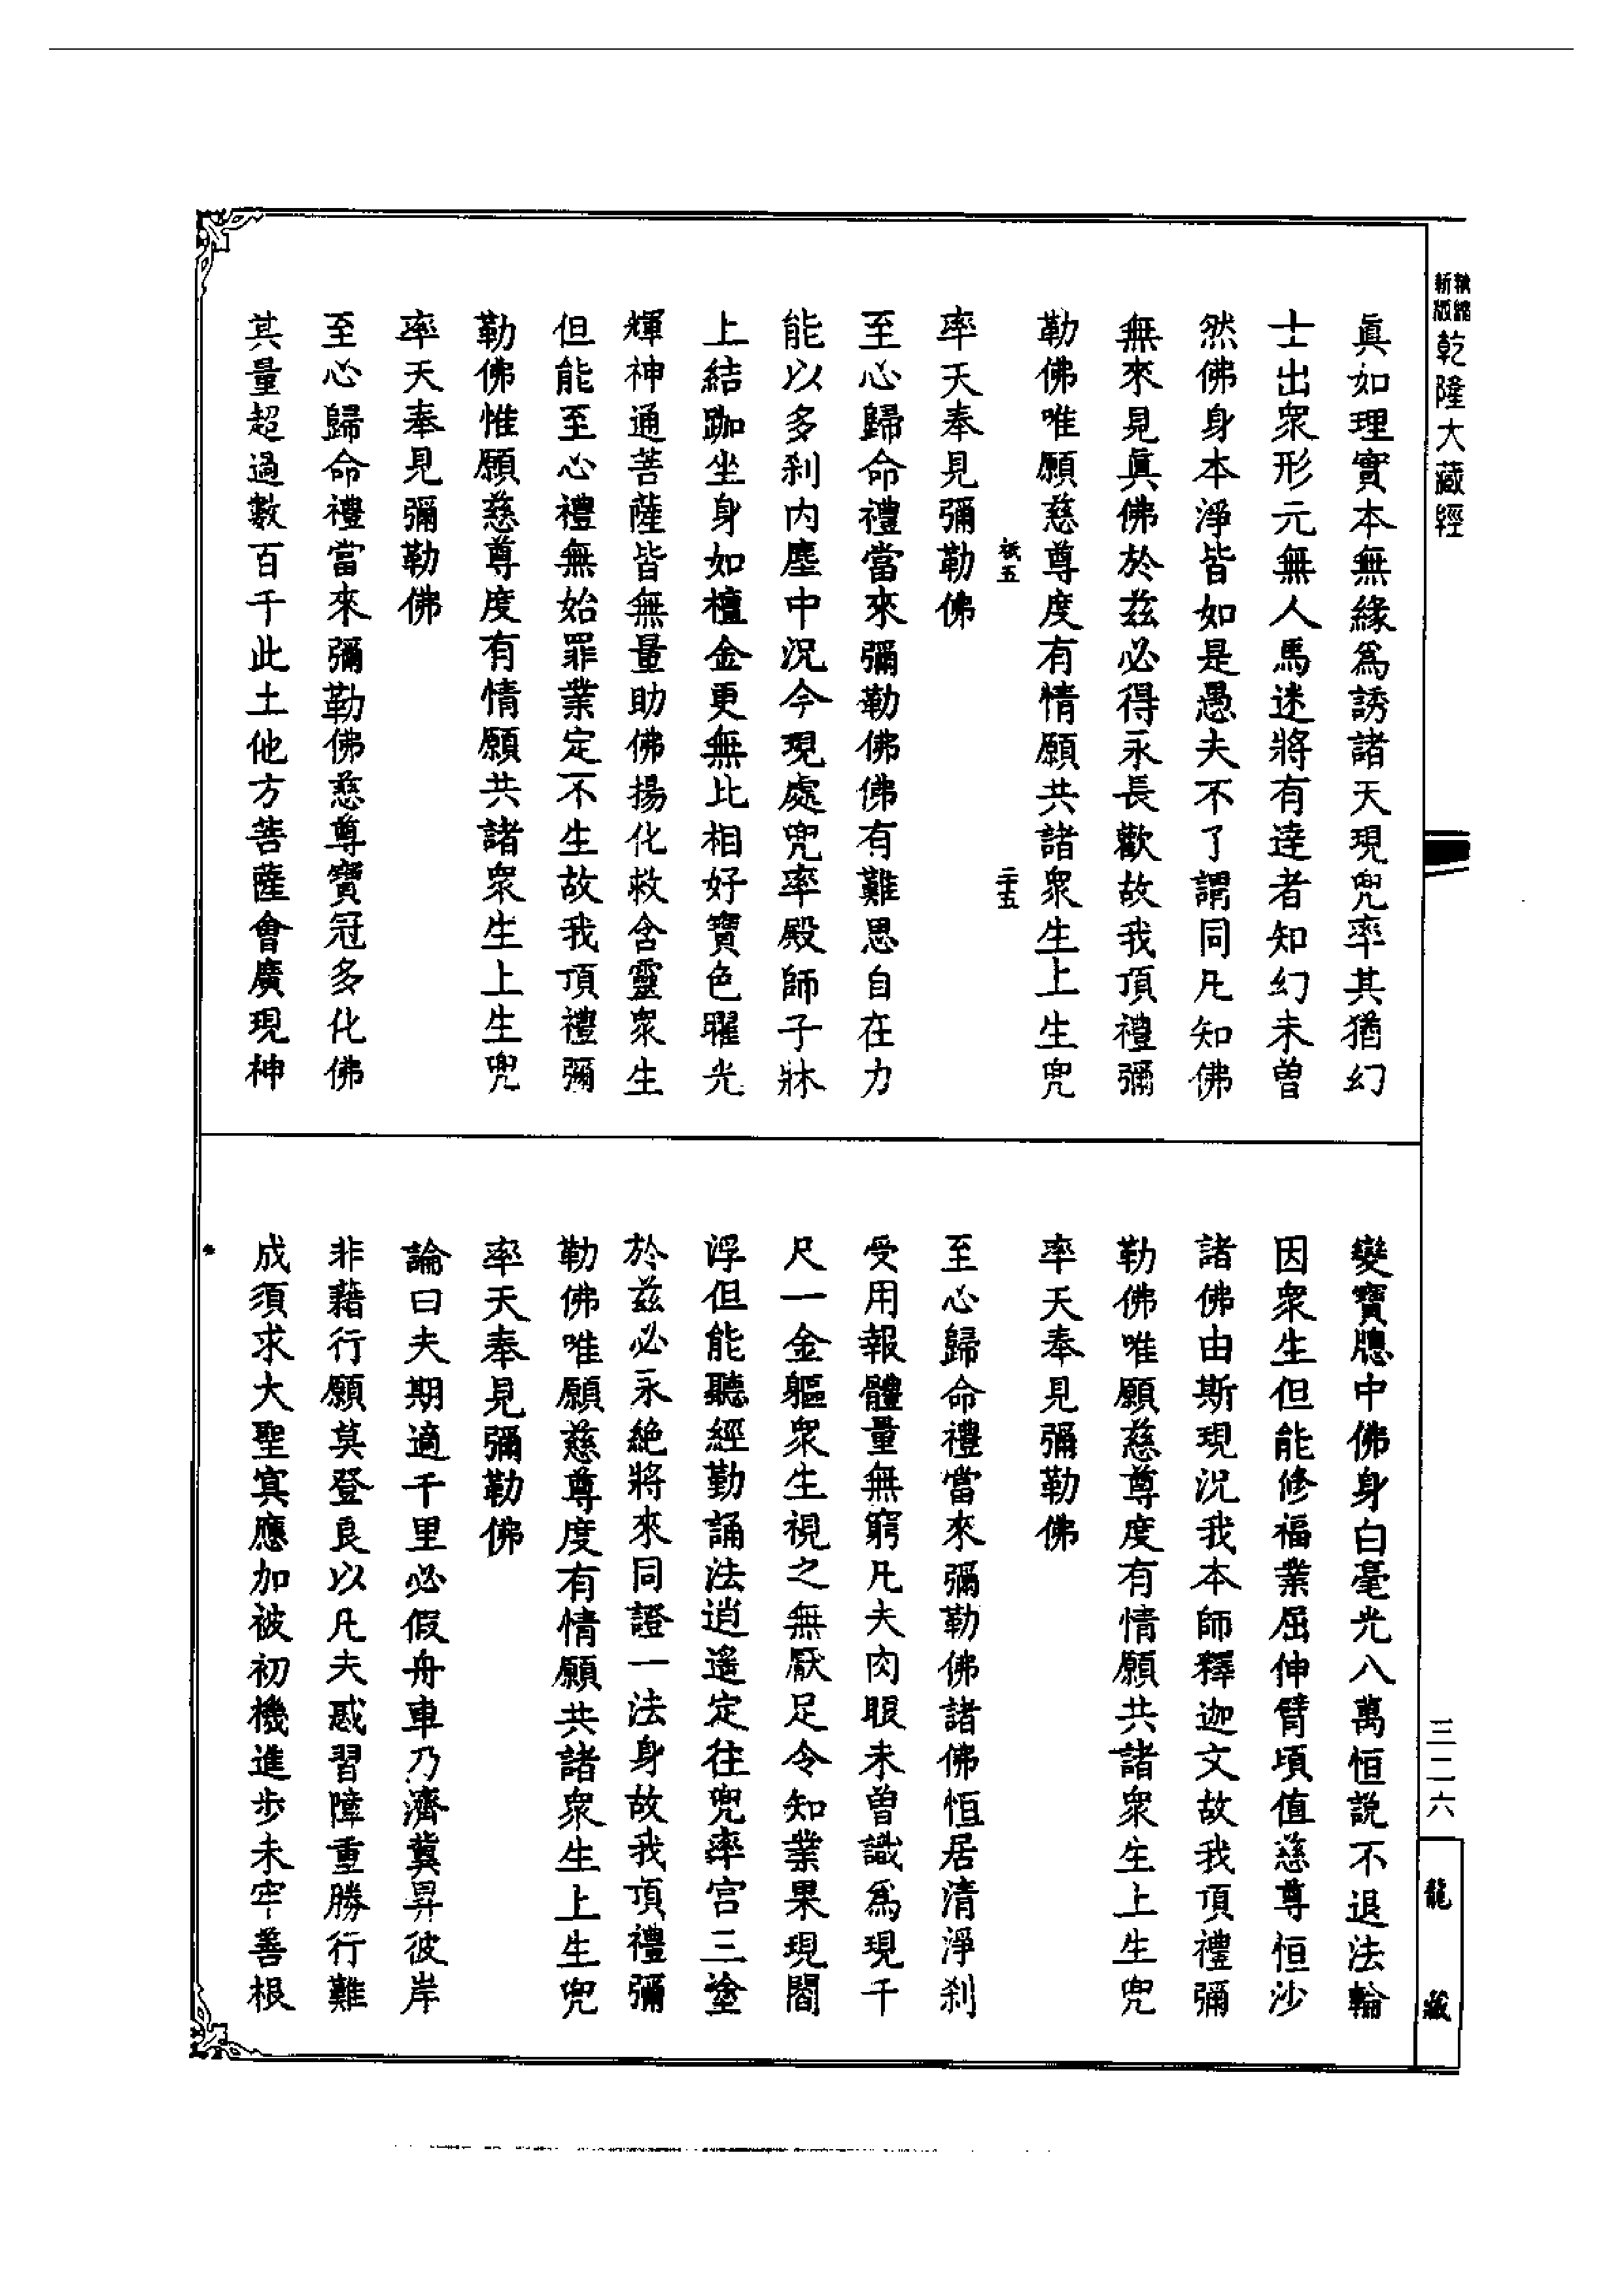 新版
乾隆大藏經
眞如理實本無緣爲誘諸天現兜率其猶幻
士出衆形元無人馬迷將有達者知幻未曾
然佛身本淨皆如是愚夫不了謂同凡知佛
無來見眞佛於茲必得永長歡故我頂禮彌
勒佛唯願慈尊度有情願共諸衆生上生兜
二十五
率天奉見彌勒佛
至心歸命禮當來彌勒佛佛有難思自在力
能以多刹內塵中況今現處兜率殿師子牀
上結跏坐身如檀金更無比相好寶色曜光
輝神通菩薩皆無量助佛揚化救含靈衆生
但能至心禮無始罪業定不生故我頂禮彌
勒佛惟願慈尊度有情願共諸衆生上生兜
率天奉見彌勒佛
至心歸命禮當來彌勒佛慈尊寶冠多化佛
其量超過數百千此土他方菩薩會廣現神
變寶牕中佛身白毫光八萬恒說不退法輪
因衆生但能修福業屈伸臂頃值慈尊恒沙
諸佛由斯現況我本師釋迦文故我頂禮彌
勒佛唯願慈尊度有情願共諸衆生上生兜
率天奉見彌勒佛
至心歸命禮當來彌勒佛諸佛恒居清淨刹
受用報體量無窮凡夫肉眼未曾識爲現千
尺一金軀衆生視之無厭足令知業果現閻
浮但能聽經勤誦法逍遙定往兜率宮三塗
於茲必永絕將來同證一法身故我頂禮彌
勒佛唯願慈尊度有情願共諸衆生上生兜
率天奉見彌勒佛
論曰夫期適千里必假舟車乃濟冀昇彼岸
非藉行願莫登良以凡夫惑習障重勝行難
成須求大聖冥應加被初機進步未牢善根
三二六
龍藏